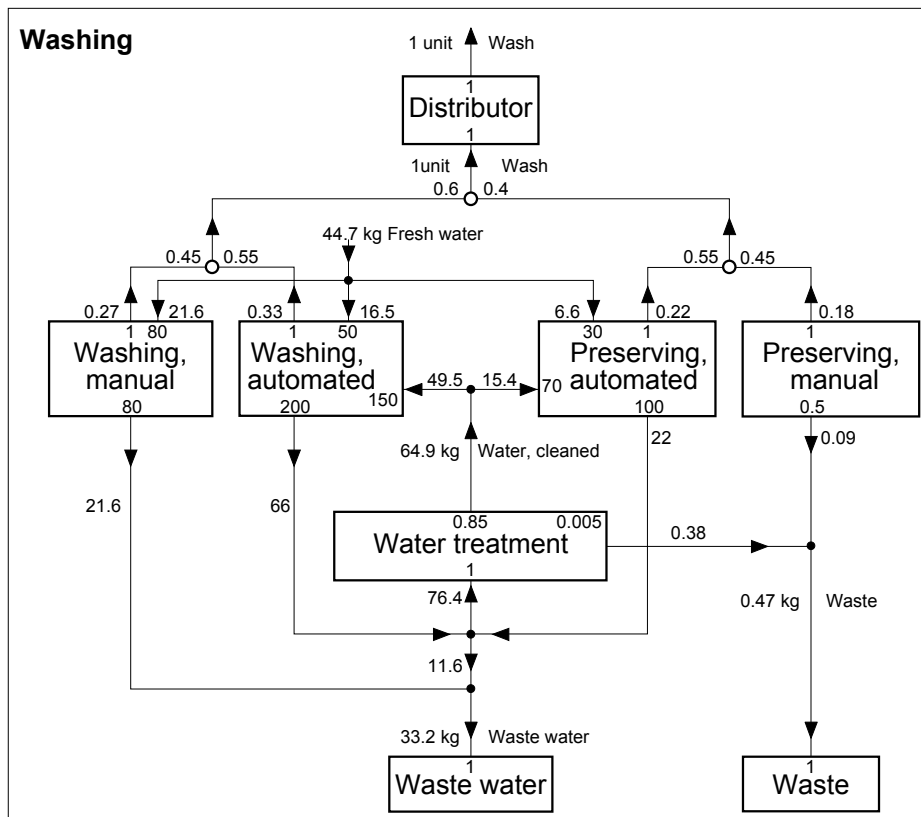 Washing
1 unit Wash
1
Distributor
1
1unit Wash
0.6 0.4
44.7 kg Fresh water
0.45 0.55
0.55 0.45
0.27 21.6
0.33 16.5
6.6 0.22
0.18
1 80
Washing,
manual
80
1 50
Washing,
automated
150
200
30 1
Preserving,
automated
70
100
1
Preserving,
manual
0.5
49.5 15.4
22
0.09
64.9 kg Water, cleaned
21.6
66
0.85 0.005
Water treatment
1
0.38
76.4
0.47 kg Waste
11.6
33.2 kg Waste water
1
Waste water
1
Waste